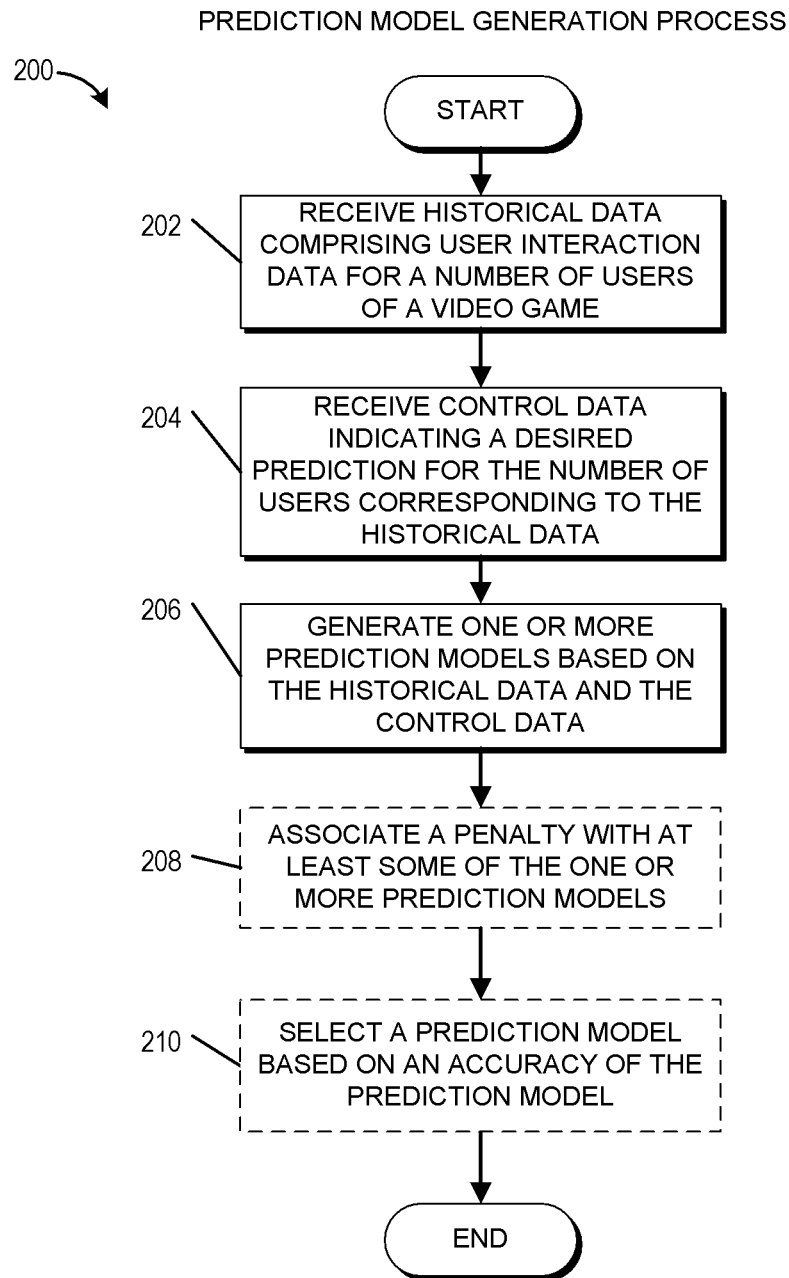 PREDICTION MODEL GENERATION PROCESS
200
START
202
RECEIVE HISTORICAL DATA
COMPRISING USER INTERACTION
DATA FOR A NUMBER OF USERS
OF A VIDEO GAME
204
RECEIVE CONTROL DATA
INDICATING A DESIRED
PREDICTION FOR THE NUMBER OF
USERS CORRESPONDING TO THE
HISTORICAL DATA
206
GENERATE ONE OR MORE
PREDICTION MODELS BASED ON
THE HISTORICAL DATA AND THE
CONTROL DATA
208
ASSOCIATE A PENALTY WITH AT
LEAST SOME OF THE ONE OR
MORE PREDICTION MODELS
210
SELECT A PREDICTION MODEL
BASED ON AN ACCURACY OF THE
PREDICTION MODEL
END